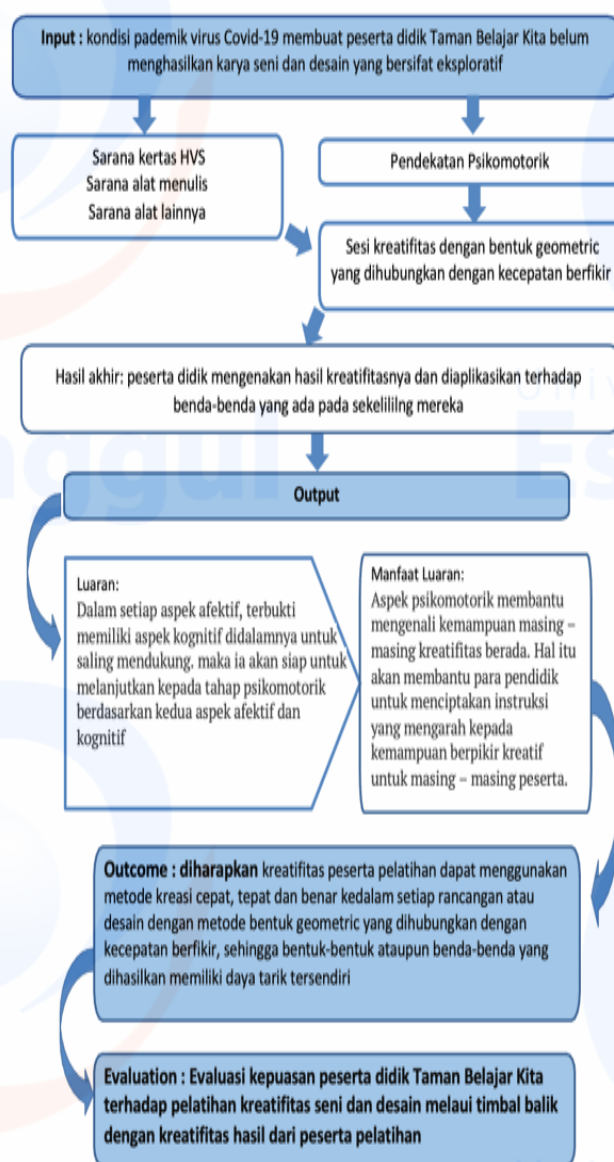 Input : kondisi pademik virus Covid-19 membuat peserta didik Taman Belajar Kita belum
menghasilkan karya seni dan desain yang bersifat eksploratif
Sarana kertas HVS
Sarana alat menulis
Sarana alat lainnya
Pendekatan Psikomotorik
Sesi kreatifitas dengan bentuk geometric
yang dihubungkan dengan kecepatan berfikir
Hasil akhir: peserta didik mengenakan hasil kreatifitasnya dan diaplikasikan terhadap
benda-benda yang ada pada sekelililng mereka
Univ
nggul
Es
Output
Luaran:
Dalam setiap aspek afektif, terbukti
memiliki aspek kognitif didalamnya untuk
saling mendukung. maka ia akan siap untuk
melanjutkan kepada tahap psikomotorik
berdasarkan kedua aspek afektif dan
kognitif
Manfaat Luaran:
Aspek psikomotorik membantu
mengenali kemampuan masing –
masing kreatifitas berada. Hal itu
akan membantu para pendidik
untuk menciptakan instruksi
yang mengarah kepada
kemampuan berpikir kreatif
untuk masing – masing peserta.
Outcome : diharapkan kreatifitas peserta pelatihan dapat menggunakan
metode kreasi cepat, tepat dan benar kedalam setiap rancangan atau
desain dengan metode bentuk geometric yang dihubungkan dengan
kecepatan berfikir, sehingga bentuk-bentuk ataupun benda-benda yang
dihasilkan memiliki daya tarik tersendiri
Evaluation : Evaluasi kepuasan peserta didik Taman Belajar Kita
terhadap pelatihan kreatifitas seni dan desain melaui timbal balik
dengan kreatifitas hasil dari peserta pelatihan